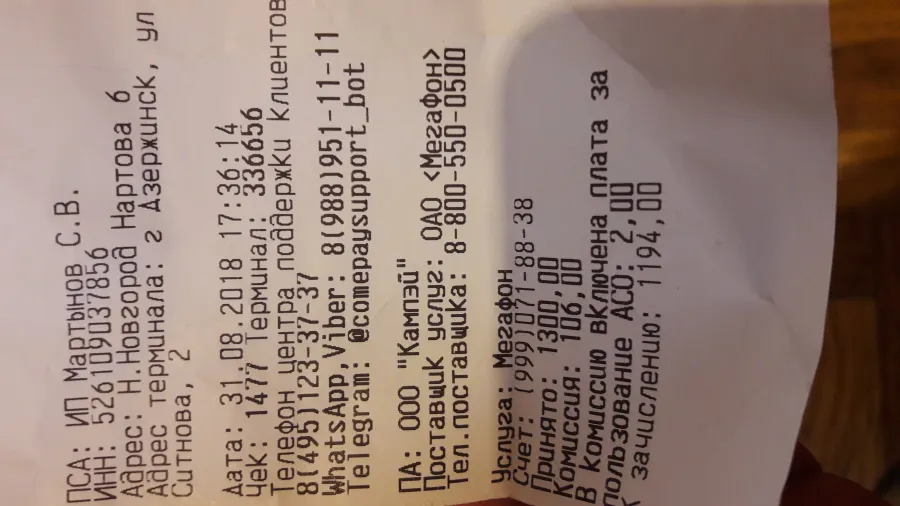 ПСА: ИП Мартынов С.В.
ИНН: 526109037856
Адрес: Н.Новгород Нартова 6
Адрес терминала: г Дзержинск, ул
Ситнова, 2
Дата: 31.08.2018 17:36:14
Чек: 1477 Терминал: 336656
Телефон центра поддержки клиентов
8(495)123-37-37
WhatsApp,Viber: 8(988)951-11-11
Telegram: @comepaysupport_bot
ПА: ООО "Кампэй"
Поставщик услуг: ОАО <Мегафон>
Тел.поставщика: 8-800-550-0500
Услуга: Мегафон
Счет: (999)071-88-38
Принято: 1300,00
Комиссия: 106,00
В комиссию включена плата за
пользование АСО: 2,00
К зачислению: 1194,00